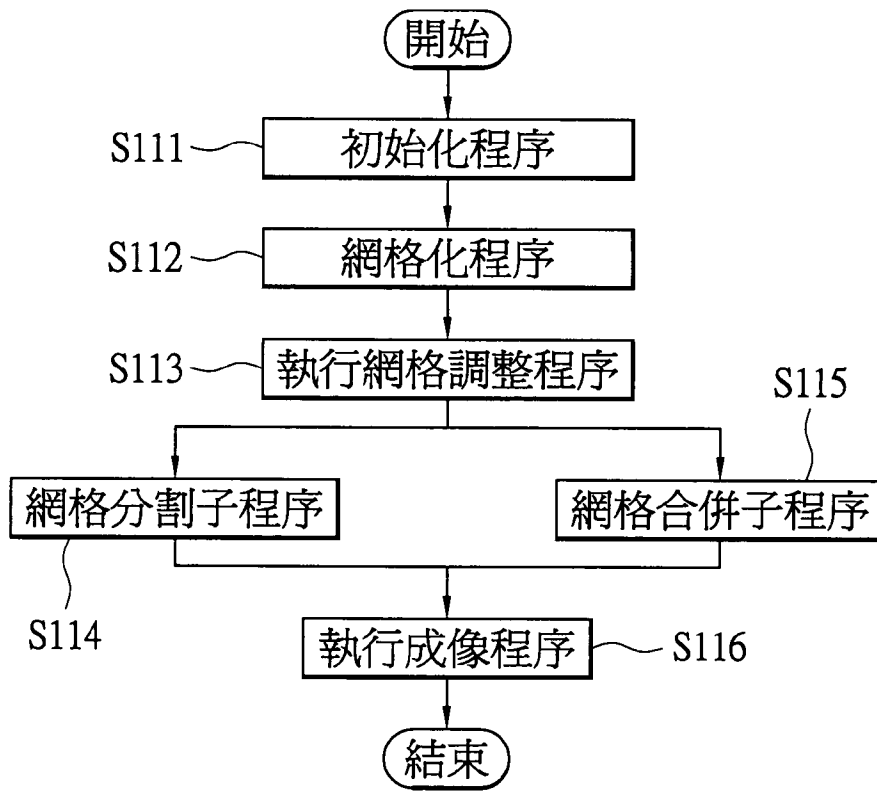 開始
S111
初始化程序
S112
網格化程序
S113
執行網格調整程序
S115
網格分割子程序
網格合併子程序
S114
執行成像程序
S116
結束